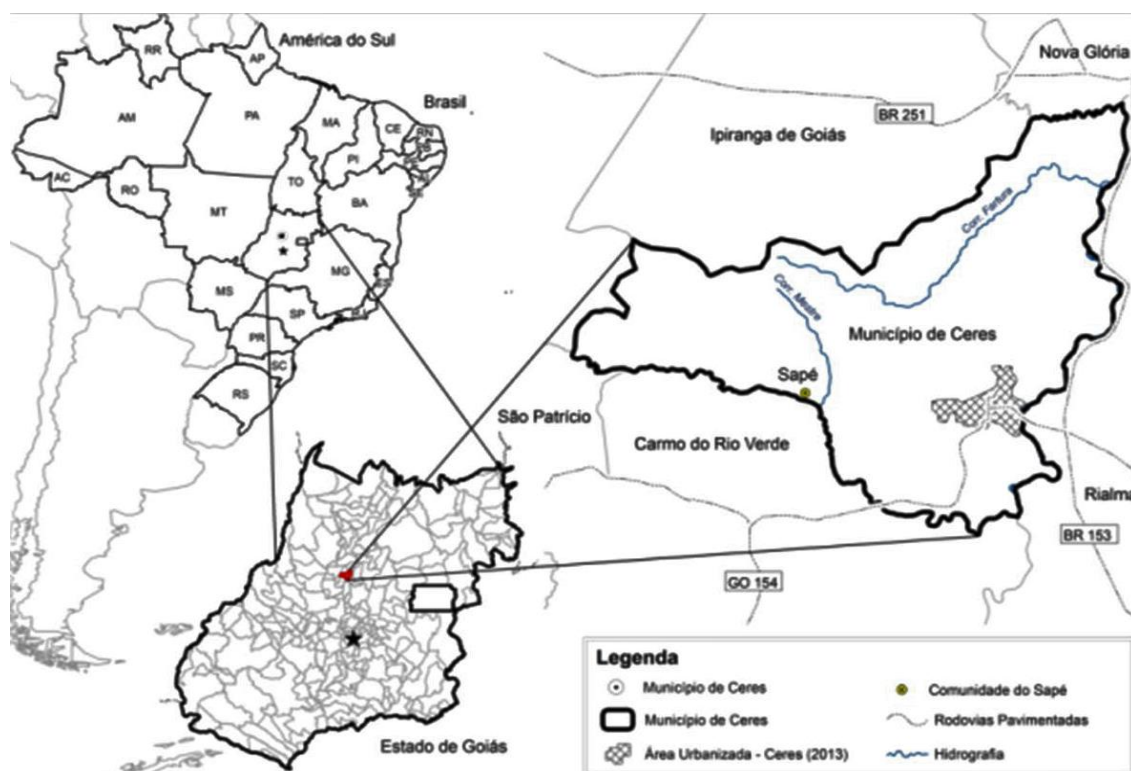 América do Sul
Brasil
RR
AP
AM
PA
MA
CE
RN
PI
AC
RO
TO
MT
BA
MG
MS
SP
PR
SC
RS
Nova Glória
BR 251
Ipiranga de Goiás
Corr. Fartura
Corr. Mestre
Município de Ceres
Sapé
São Patrício
Carmo do Rio Verde
Rialma
BR 153
GO 154
Estado de Goiás
Legenda
Município de Ceres
Município de Ceres
Área Urbanizada - Ceres (2013)
Comunidade do Sapé
Rodovias Pavimentadas
Hidrografia